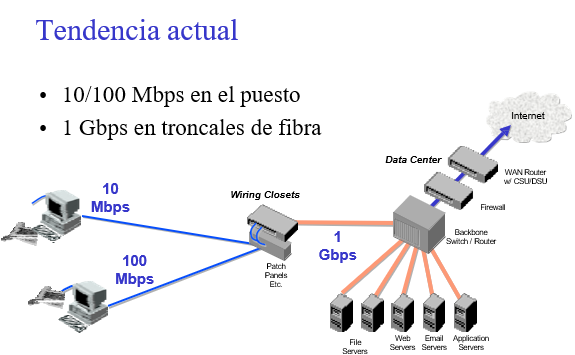 Tendencia actual
• 10/100 Mbps en el puesto
• 1 Gbps en troncales de fibra
Internet
Data Center
WAN Router
w/ CSU/DSU
10
Mbps
Wiring Closets
Firewall
1
Gbps
Backbone
Switch / Router
100
Mbps
Patch
Panels
Etc.
File
Servers
Web
Servers
Email
Servers
Application
Servers